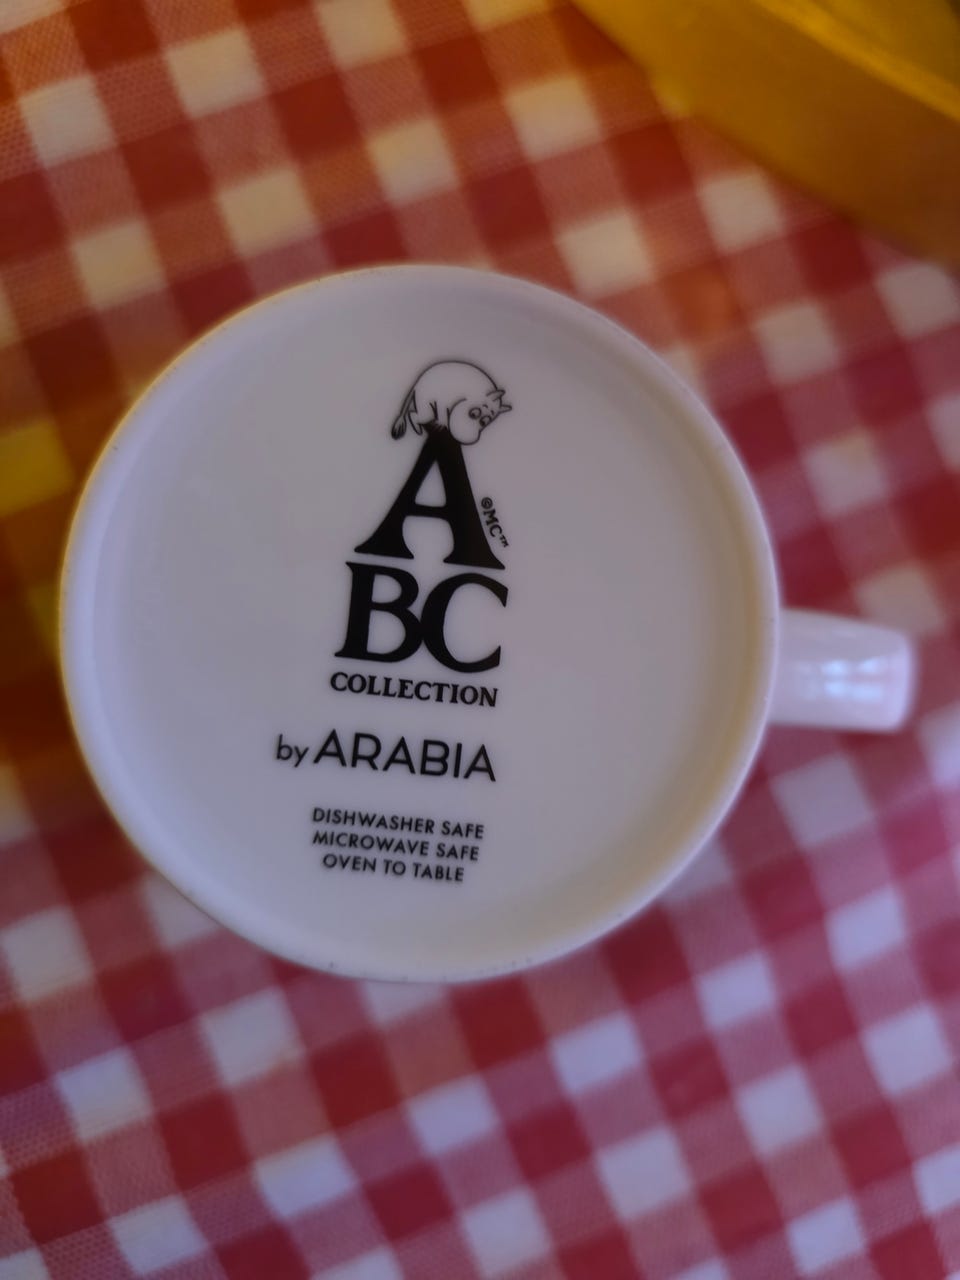 A
©MC™
BC
COLLECTION
by ARABIA
DISHWASHER SAFE
MICROWAVE SAFE
OVEN TO TABLE